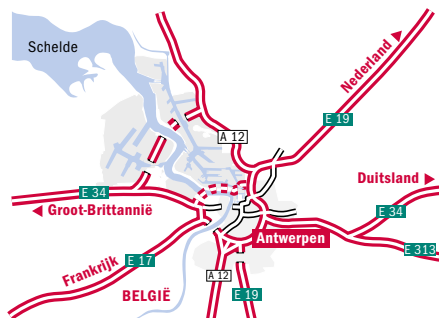 Schelde
Nederland
A 12
E 19
Duitsland
E 34
Groot-Brittannië
E 34
Antwerpen
E 313
Frankrijk
E 17
A 12
BELGIË
E 19